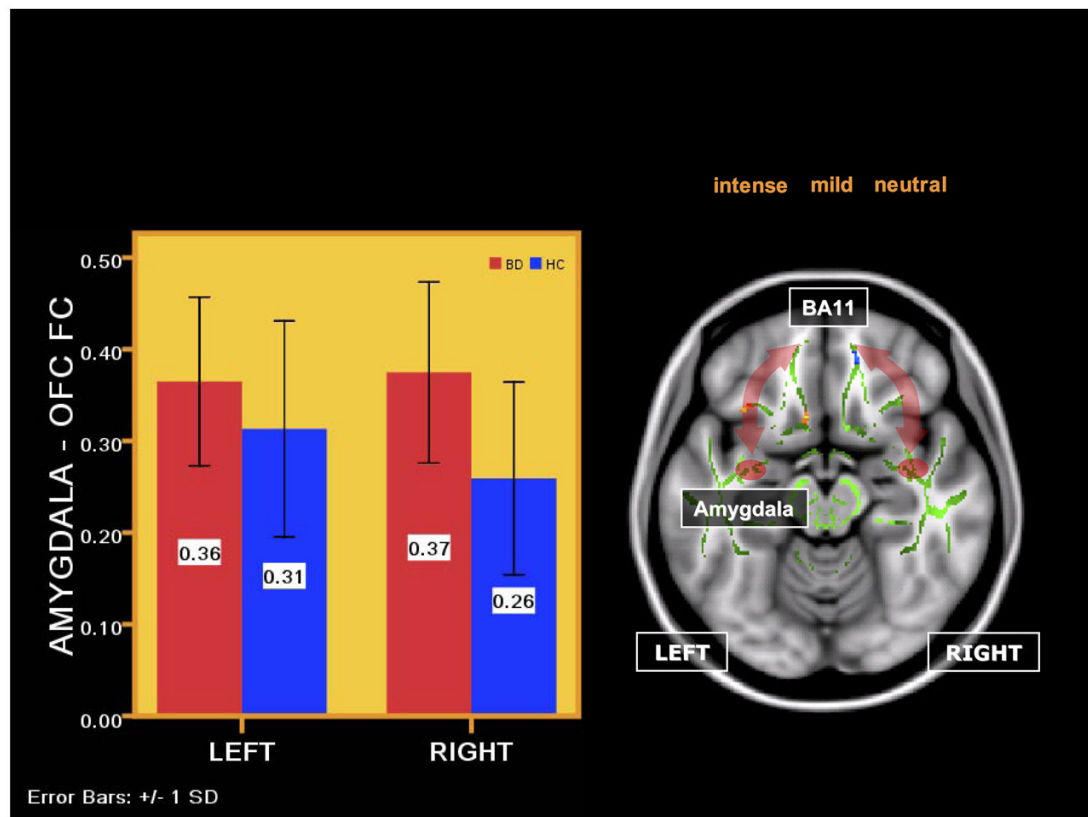 intense mild neutral
AMYGDALA - OFC FC
0.50
0.40
0.30
0.20
0.10
0.00
BD HC
0.36
0.31
0.37
0.26
LEFT RIGHT
Error Bars: +/- 1 SD
BA11
Amygdala
LEFT
RIGHT